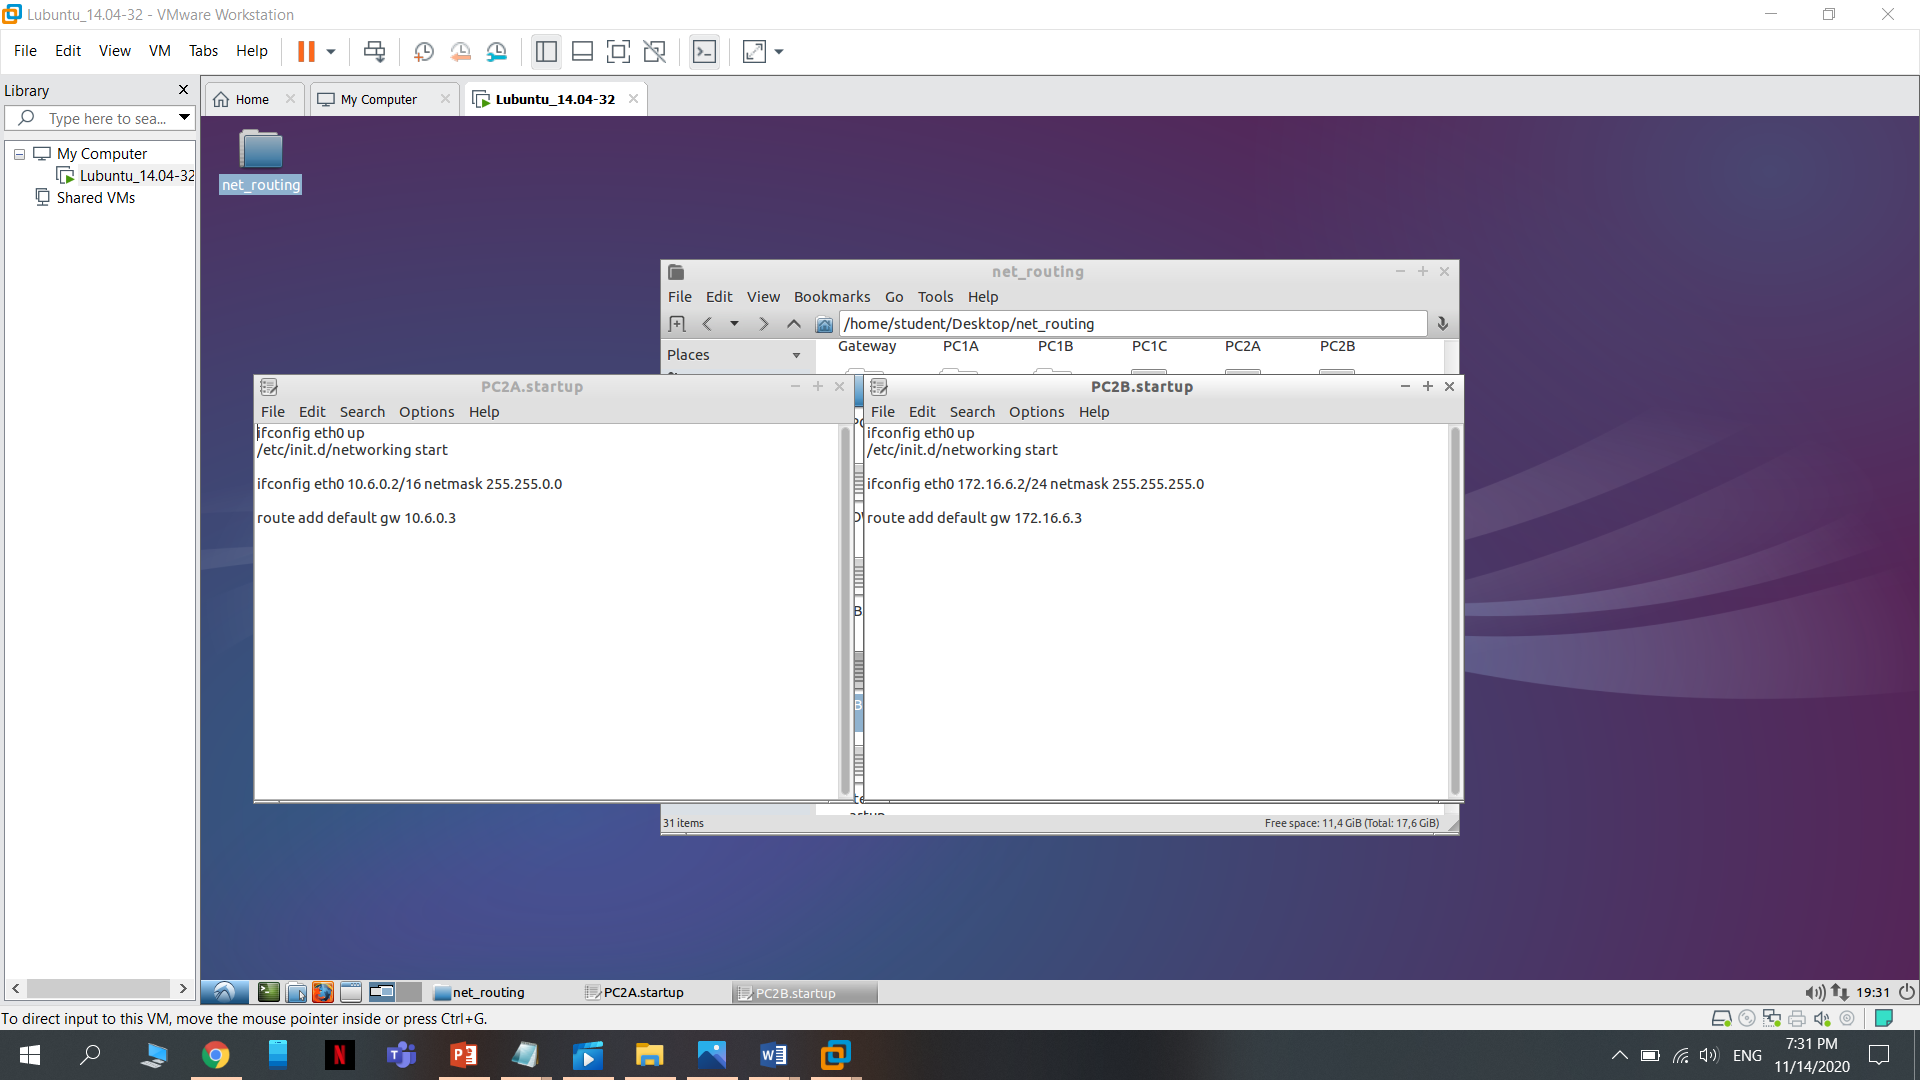 Lubuntu_14.04-32 - VMware Workstation
File Edit View VM Tabs Help
Library
Type here to sea...
My Computer
Lubuntu_14.04-32
Shared VMs
Home
My Computer
Lubuntu_14.04-32
net_routing
net_routing
File Edit View Bookmarks Go Tools Help
/home/student/Desktop/net_routing
Places
Gateway PC1A PC1B PC1C PC2A PC2B
PC2A.startup
File Edit Search Options Help
ifconfig eth0 up
/etc/init.d/networking start
ifconfig eth0 10.6.0.2/16 netmask 255.255.0.0
route add default gw 10.6.0.3
PC2B.startup
File Edit Search Options Help
ifconfig eth0 up
/etc/init.d/networking start
ifconfig eth0 172.16.6.2/24 netmask 255.255.255.0
route add default gw 172.16.6.3
31 items
Free space: 11,4 GiB (Total: 17,6 GiB)
net_routing
PC2A.startup
PC2B.startup
19:31
To direct input to this VM, move the mouse pointer inside or press Ctrl+G.
ENG
7:31 PM
11/14/2020